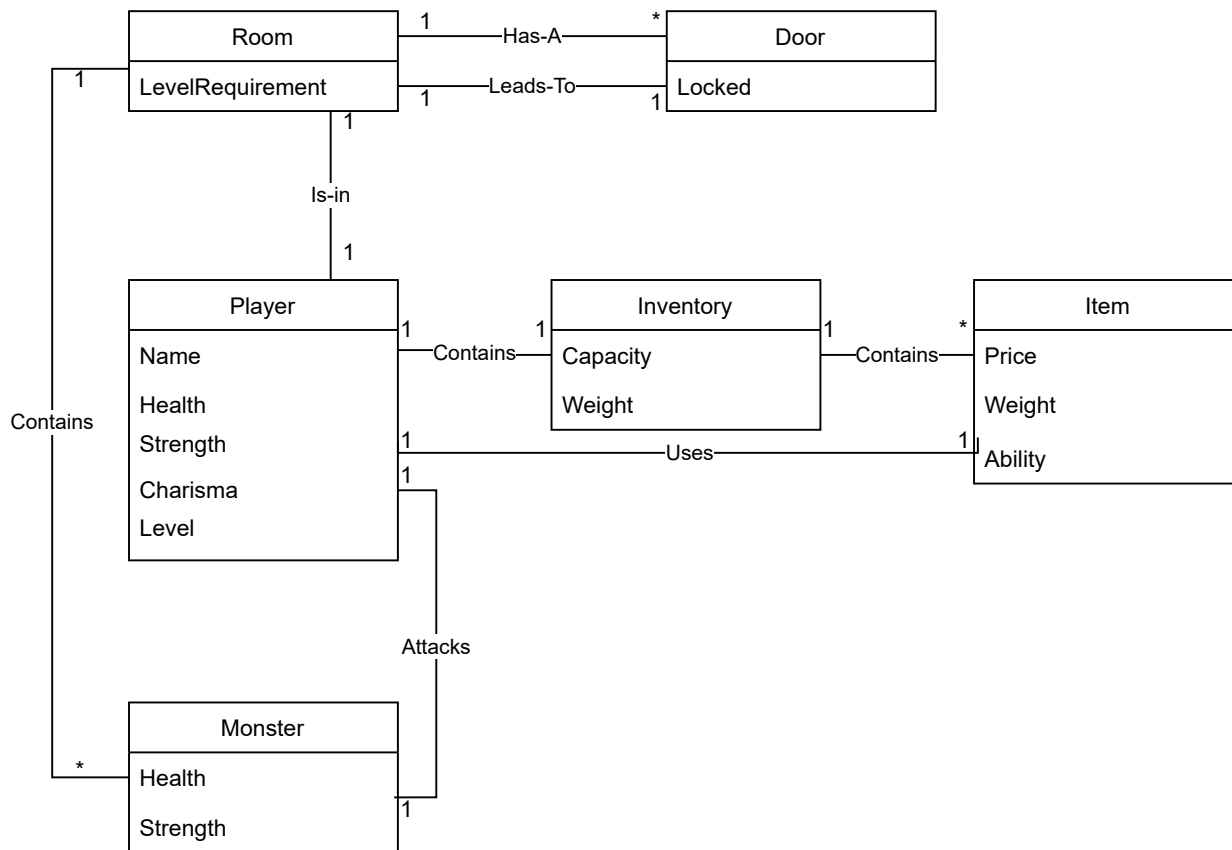 1
*
Room
Has-A
Door
1
LevelRequirement
Leads-To
Locked
1
1
1
Is-in
1
Player
Inventory
Item
1
1
1
*
Name
Contains
Capacity
Contains
Price
Health
Weight
Weight
Strength
1
1
Uses
Ability
1
Charisma
Level
Contains
Attacks
Monster
*
Health
1
Strength